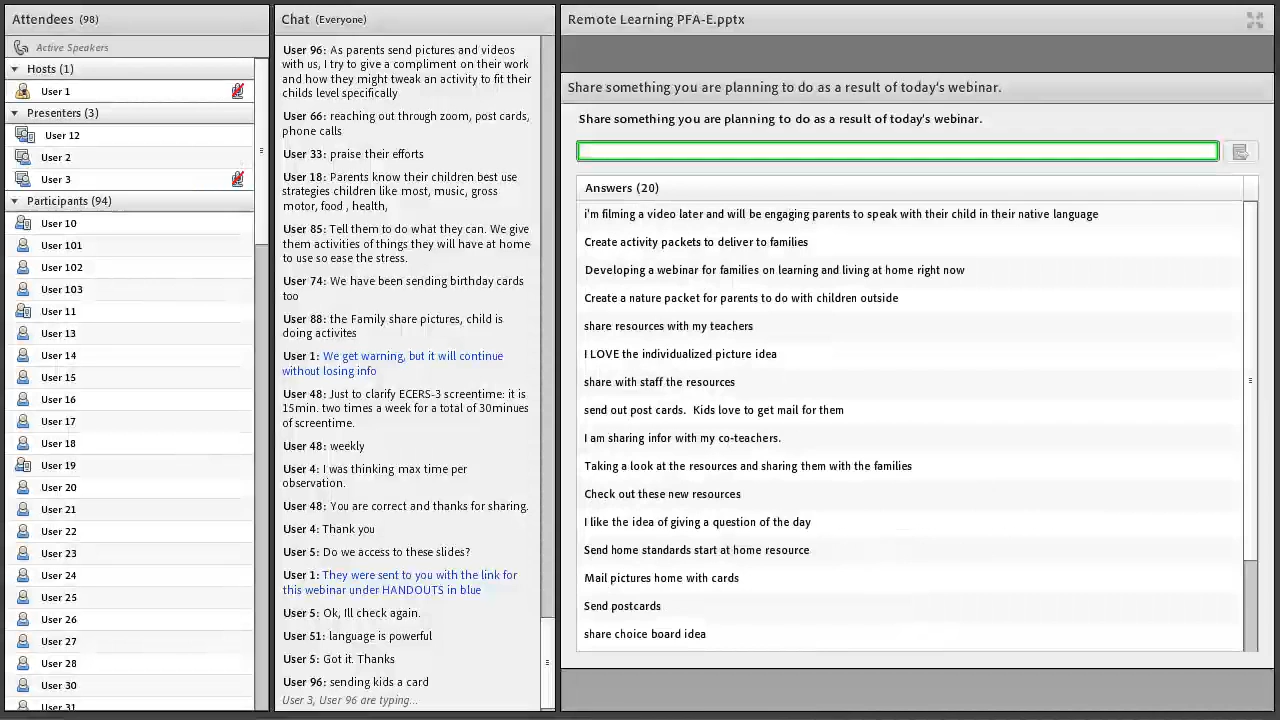 Attendees (98)
Active Speakers
Hosts (1)
User 1
Presenters (3)
User 12
User 2
User 3
Participants (94)
User 10
User 101
User 102
User 103
User 11
User 13
User 14
User 15
User 16
User 17
User 18
User 19
User 20
User 21
User 22
User 23
User 24
User 25
User 26
User 27
User 28
User 30
User 31
Chat (Everyone)
User 96: As parents send pictures and videos
with us, I try to give a compliment on their work
and how they might tweak an activity to fit their
childs level specifically
User 66: reaching out through zoom, post cards,
phone calls
User 33: praise their efforts
User 18: Parents know their children best use
strategies children like most, music, gross
motor, food , health,
User 85: Tell them to do what they can. We give
them activities of things they will have at home
to use so ease the stress.
User 74: We have been sending birthday cards
too
User 88: the Family share pictures, child is
doing activites
User 1: We get warning, but it will continue
without losing info
User 48: Just to clarify ECERS-3 screentime: it is
15min. two times a week for a total of 30minues
of screentime.
User 48: weekly
User 4: I was thinking max time per
observation.
User 48: You are correct and thanks for sharing.
User 4: Thank you
User 5: Do we access to these slides?
User 1: They were sent to you with the link for
this webinar under HANDOUTS in blue
User 5: Ok, Ill check again.
User 51: language is powerful
User 5: Got it. Thanks
User 96: sending kids a card
User 3, User 96 are typing...
Remote Learning PFA-E.pptx
Share something you are planning to do as a result of today's webinar.
Share something you are planning to do as a result of today's webinar.
Answers (20)
i'm filming a video later and will be engaging parents to speak with their child in their native language
Create activity packets to deliver to families
Developing a webinar for families on learning and living at home right now
Create a nature packet for parents to do with children outside
share resources with my teachers
I LOVE the individualized picture idea
share with staff the resources
send out post cards.  Kids love to get mail for them
I am sharing infor with my co-teachers.
Taking a look at the resources and sharing them with the families
Check out these new resources
I like the idea of giving a question of the day
Send home standards start at home resource
Mail pictures home with cards
Send postcards
share choice board idea